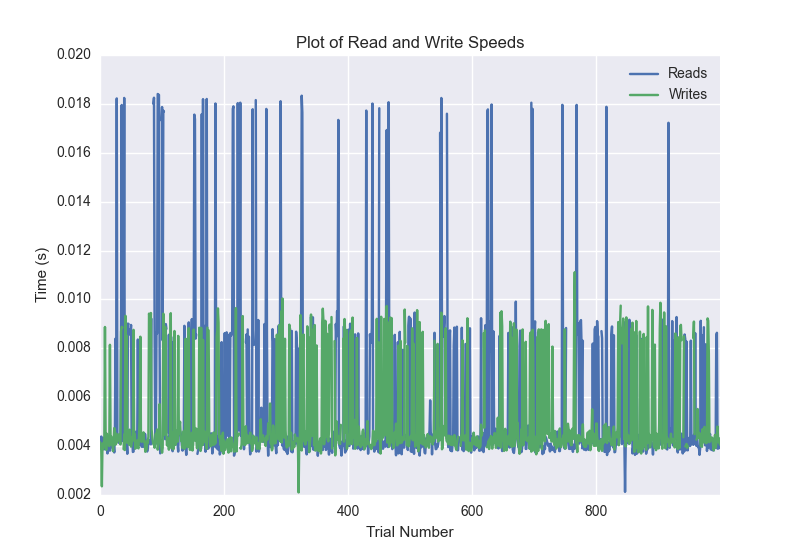 Plot of Read and Write Speeds
0.020
0.018
0.016
0.014
0.012
0.010
0.008
0.006
0.004
0.002
Time (s)
Reads
Writes
0 200 400 600 800
Trial Number